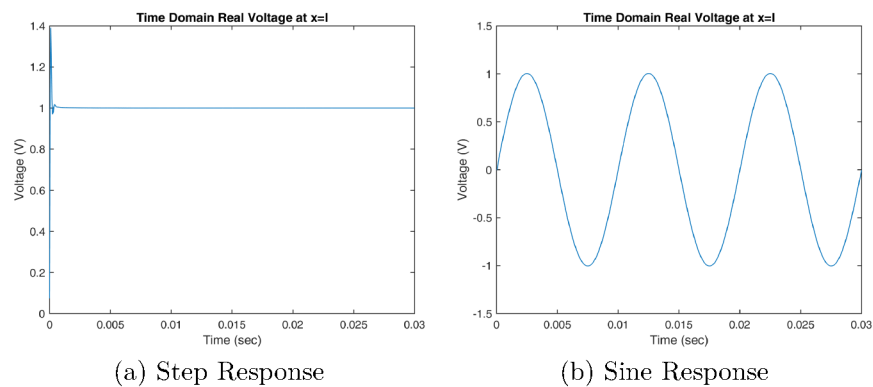 Time Domain Real Voltage at x=l
1.4
1.2
1
0.8
0.6
0.4
0.2
0
Voltage (V)
0 0.005 0.01 0.015 0.02 0.025 0.03
Time (sec)
(a) Step Response
Time Domain Real Voltage at x=l
1.5
1
0.5
0
-0.5
-1
-1.5
Voltage (V)
0 0.005 0.01 0.015 0.02 0.025 0.03
Time (sec)
(b) Sine Response